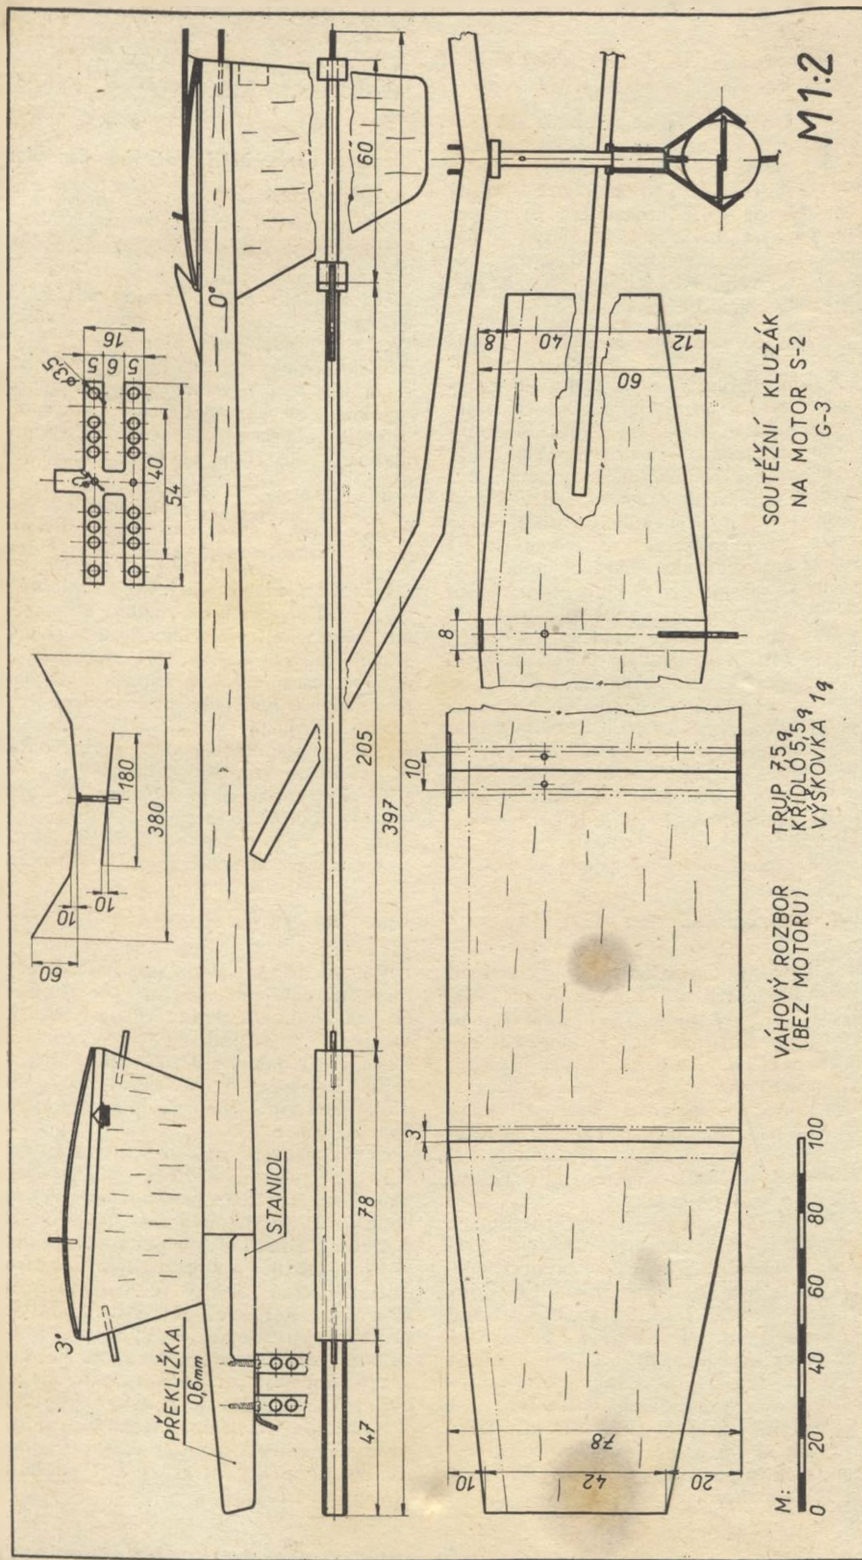 M1:2
SOUTĚŽNÍ KLUZÁK
NA MOTOR S-2
G-3
VÁHOVÝ ROZBOR
(BEZ MOTORU)
TRUP 7,5g
KŘÍDLO 5,5g
VÝŠKOVKA 1g
PŘEKLIŽKA
0,6mm
STANIOL
3°
0°
47
78
205
60
397
60
10
10
180
380
ø3,5
5
6
5
16
40
54
10
42
20
78
3
10
8
8
40
12
60
M:
0 20 40 60 80 100